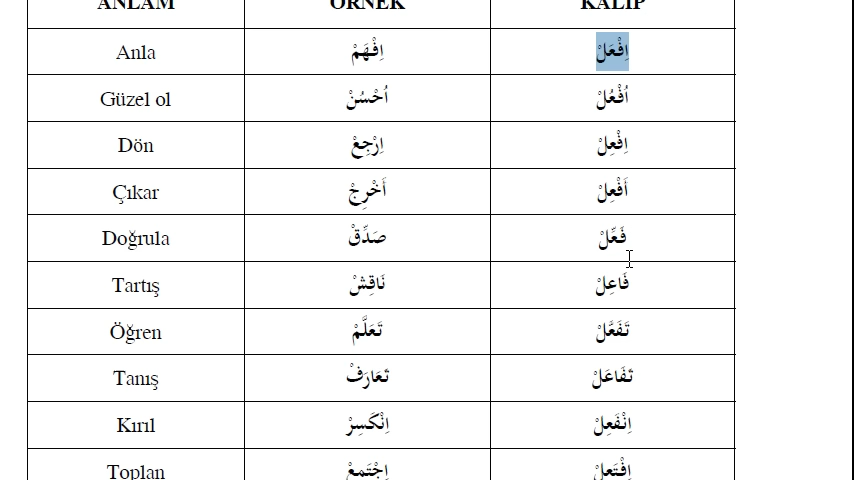 ANLAM ÖRNEK KALIP
Anla اِفْهَمْ اِفْعَلْ
Güzel ol اُحْسُنْ اُفْعُلْ
Dön اِرْجِعْ اِفْعِلْ
Çıkar أَخْرِجْ أَفْعِلْ
Doğrula صَدِّقْ فَعِّلْ
Tartış نَاقِشْ فَاعِلْ
Öğren تَعَلَّمْ تَفَعَّلْ
Tanış تَعَارَفْ تَفَاعَلْ
Kırıl اِنْكَسِرْ اِنْفَعِلْ
Toplan اِجْتَمِعْ اِفْتَعِلْ